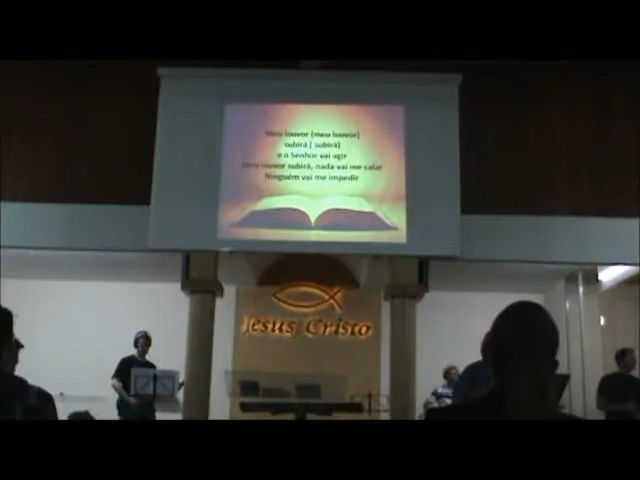 Meu louvor (meu louvor)
subirá ( subirá)
e o Senhor vai agir
Meu louvor subirá, nada vai me calar
Ninguém vai me impedir
Jesus Cristo